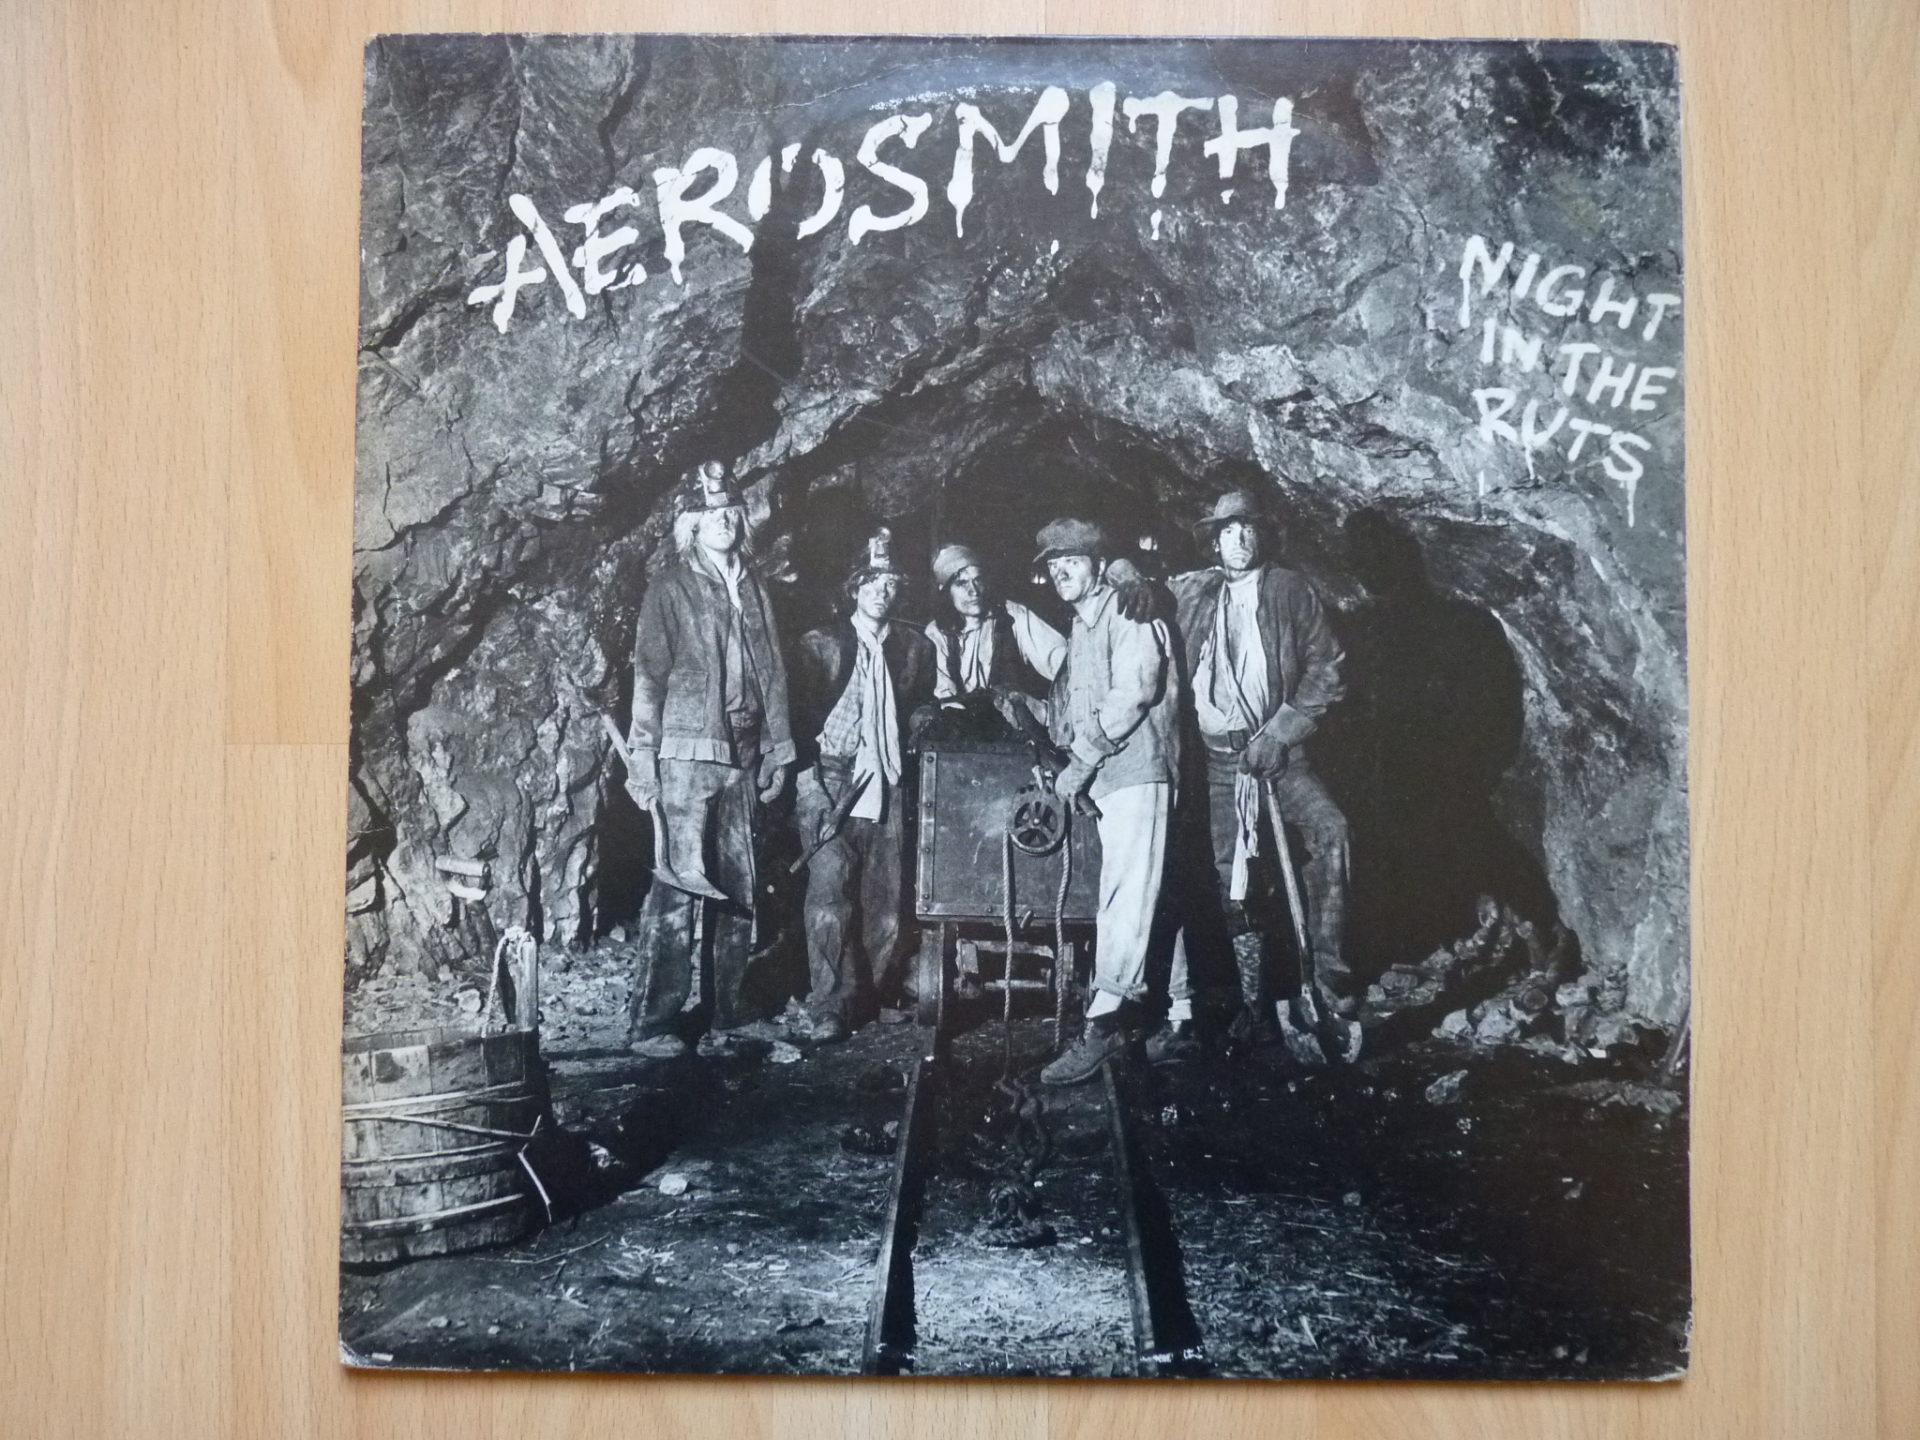 AEROSMITH
NIGHT
IN THE
RUTS